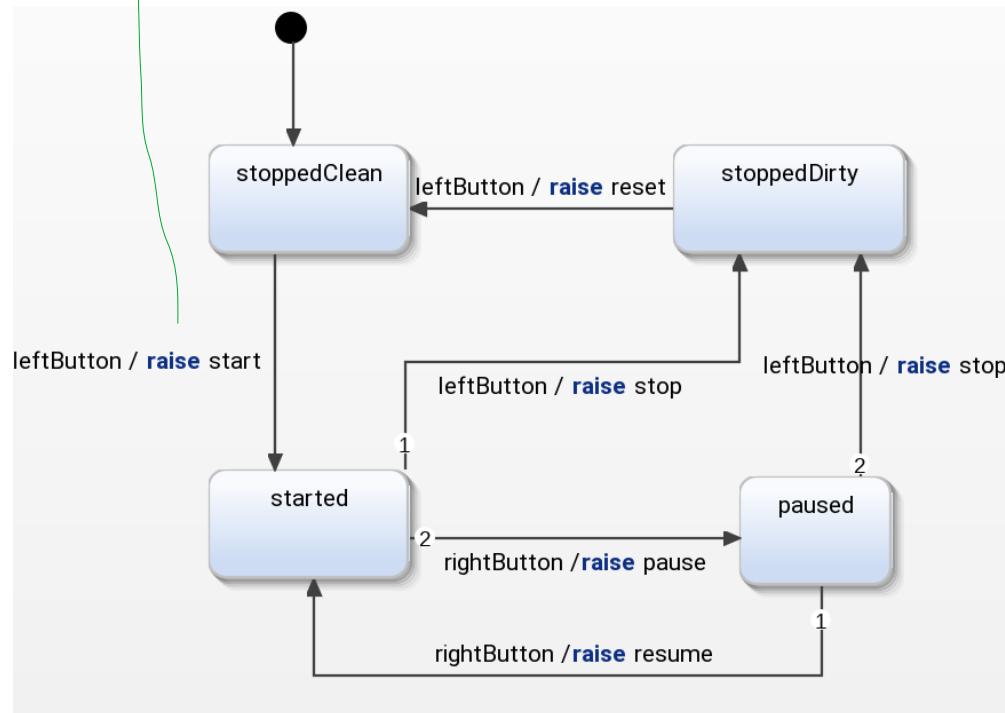 stoppedClean
stoppedDirty
leftButton / raise reset
leftButton / raise start
leftButton / raise stop
leftButton / raise stop
1
2
started
paused
2
rightButton /raise pause
1
rightButton /raise resume